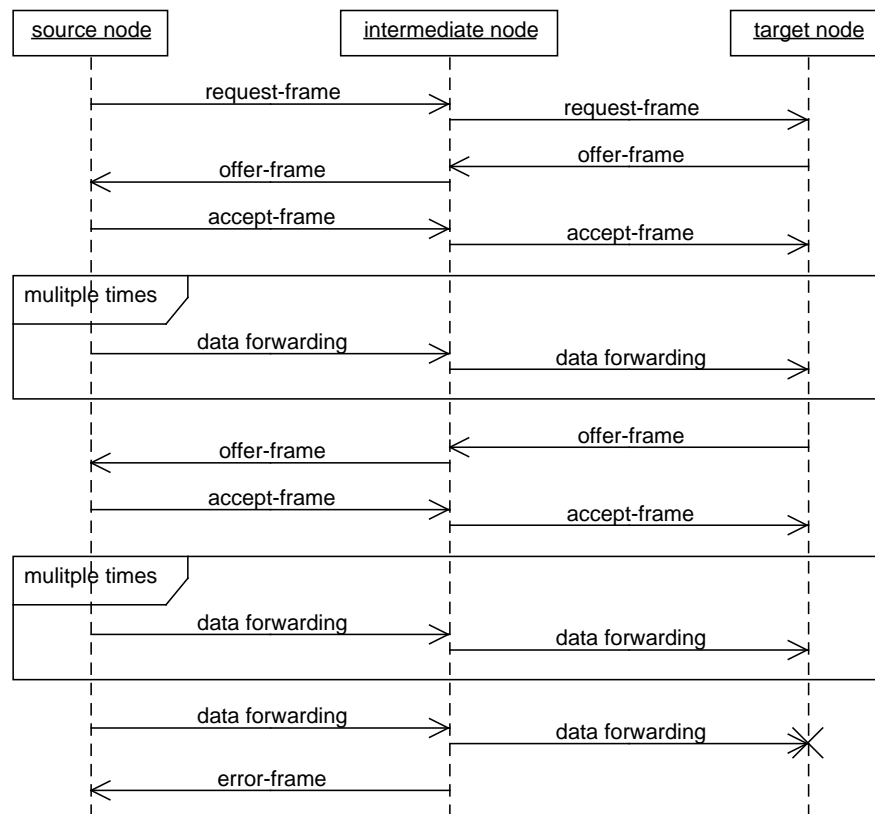 source node
intermediate node
target node
request-frame
request-frame
offer-frame
offer-frame
accept-frame
accept-frame
mulitple times
data forwarding
data forwarding
offer-frame
offer-frame
accept-frame
accept-frame
mulitple times
data forwarding
data forwarding
data forwarding
data forwarding
error-frame